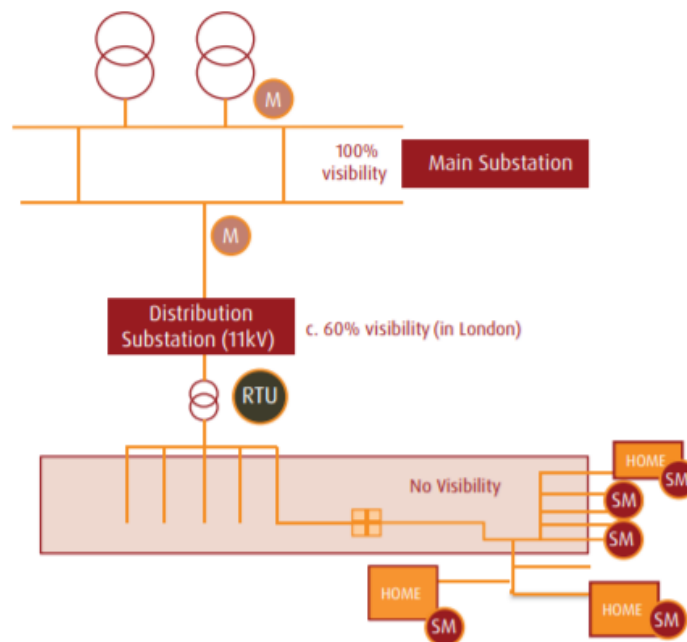 M
100%
visibility
Main Substation
M
Distribution
Substation (11kV)
c. 60% visibility (in London)
RTU
No Visibility
HOME
SM
SM
SM
HOME
SM
HOME
SM